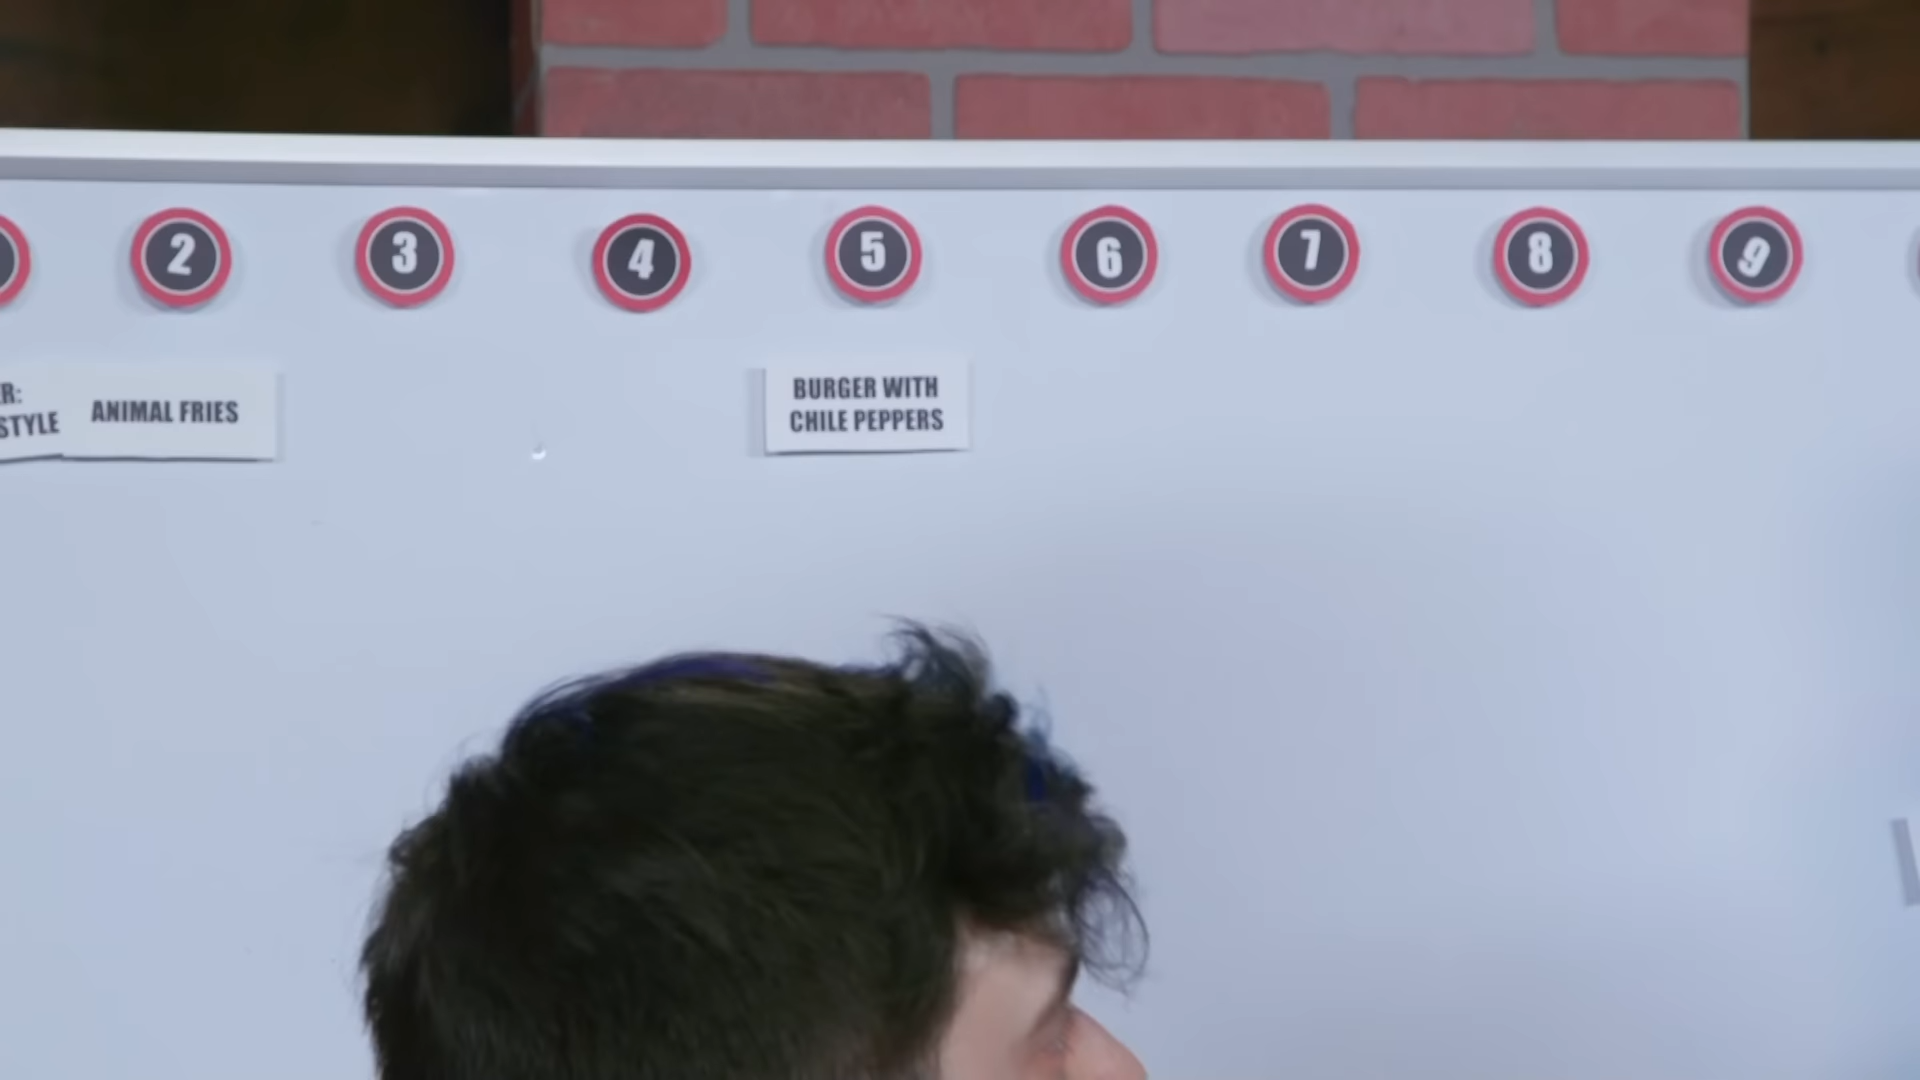 2 3 4 5 6 7 8 9
R:
STYLE
ANIMAL FRIES
BURGER WITH
CHILE PEPPERS